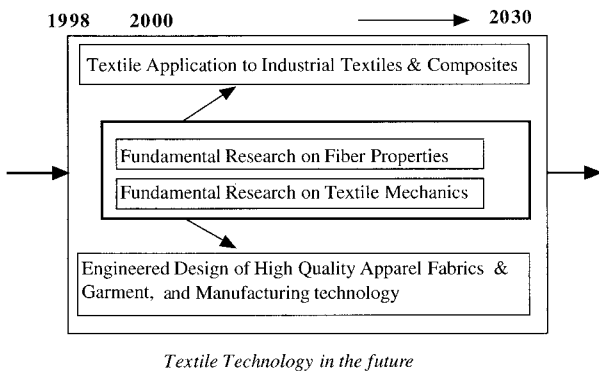 1998 2000 2030
Textile Application to Industrial Textiles & Composites
Fundamental Research on Fiber Properties
Fundamental Research on Textile Mechanics
Engineered Design of High Quality Apparel Fabrics &
Garment, and Manufacturing technology
Textile Technology in the future